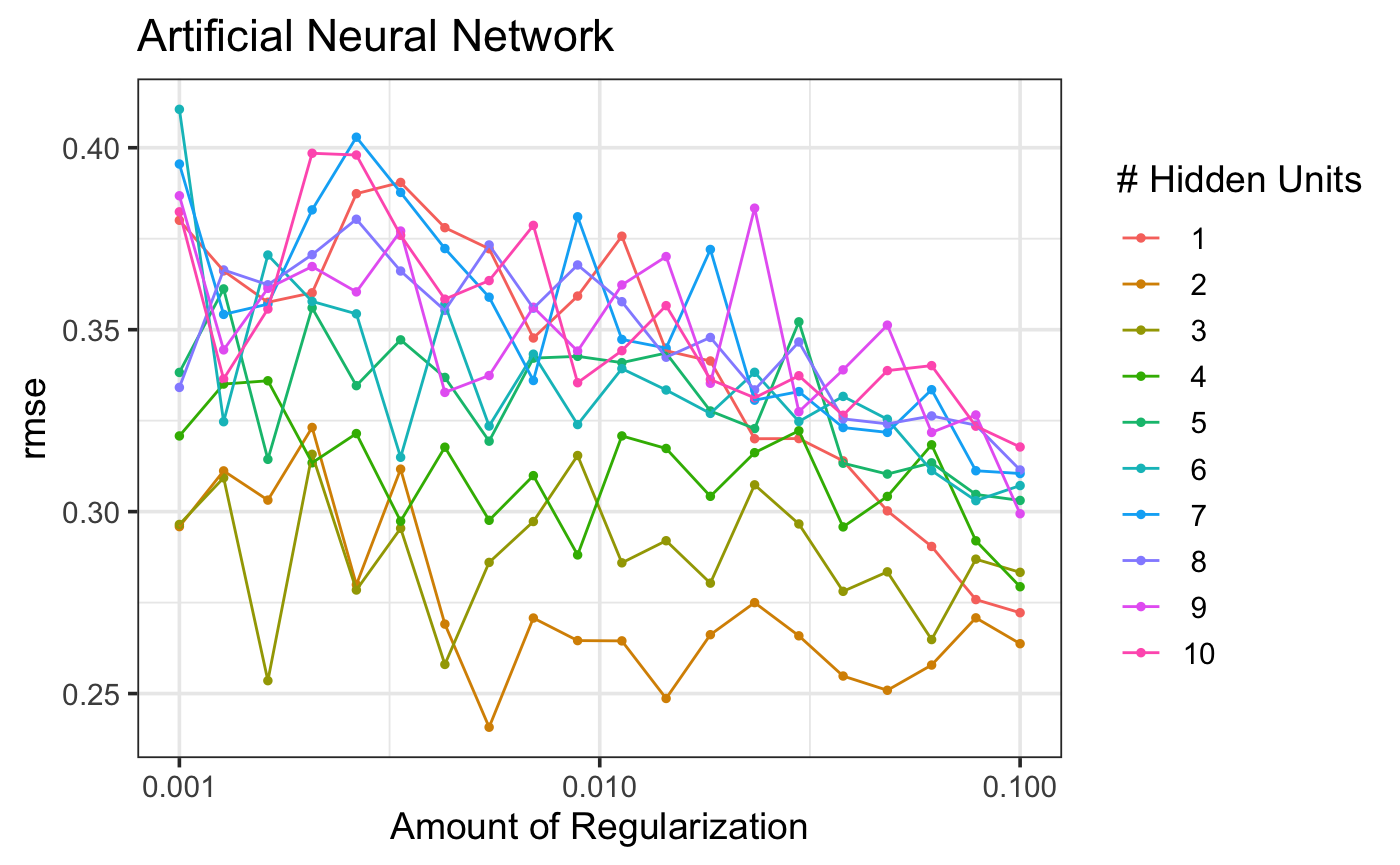 Artificial Neural Network
0.40
0.35
0.30
0.25
rmse
0.001 0.010 0.100
Amount of Regularization
# Hidden Units
1
2
3
4
5
6
7
8
9
10